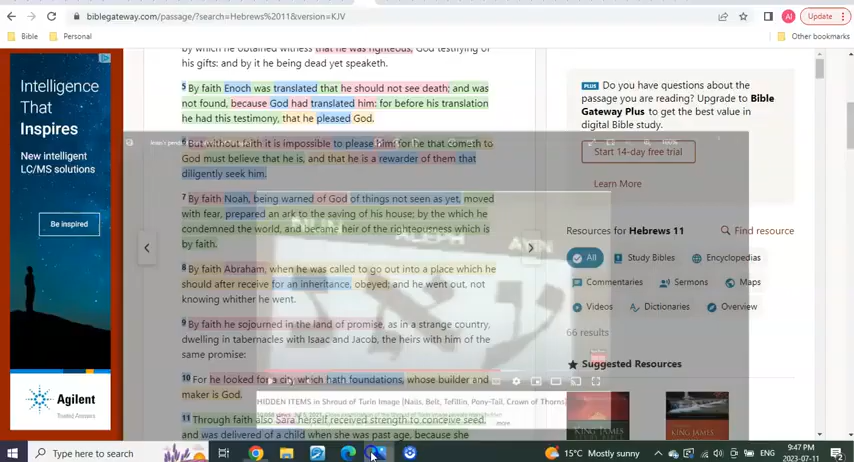 biblegateway.com/passage/?search=Hebrews%2011&version=KJV
AI
Update
Bible
Personal
Other bookmarks
Intelligence
That
Inspires
New intelligent
LC/MS solutions
Be inspired
Agilent
Trusted Answers
by which he obtained witness that he was righteous, God testifying of
his gifts: and by it he being dead yet speaketh.
5 By faith Enoch was translated that he should not see death; and was
not found, because God had translated him: for before his translation
he had this testimony, that he pleased God.
6 But without faith it is impossible to please him: for he that cometh to
God must believe that he is, and that he is a rewarder of them that
diligently seek him.
7 By faith Noah, being warned of God of things not seen as yet, moved
with fear, prepared an ark to the saving of his house; by the which he
condemned the world, and became heir of the righteousness which is
by faith.
8 By faith Abraham, when he was called to go out into a place which he
should after receive for an inheritance, obeyed; and he went out, not
knowing whither he went.
9 By faith he sojourned in the land of promise, as in a strange country,
dwelling in tabernacles with Isaac and Jacob, the heirs with him of the
same promise:
10 For he looked for a city which hath foundations, whose builder and
maker is God.
11 Through faith also Sara herself received strength to conceive seed,
and was delivered of a child when she was past age, because she
100%
NUN
ALEPH
AYIN
HIDDEN ITEMS in Shroud of Turin Image (Nails, Belt, Tefillin, Pony-Tail, Crown of Thorns)
more
PLUS Do you have questions about the
passage you are reading? Upgrade to Bible
Gateway Plus to get the best value in
digital Bible study.
Start 14-day free trial
Learn More
Resources for Hebrews 11
Find resource
All
Study Bibles
Encyclopedias
Commentaries
Sermons
Maps
Videos
Dictionaries
Overview
66 results
Suggested Resources
KING JAMES
KING JAMES
Type here to search
15°C Mostly sunny
ENG
9:47 PM
2023-07-11
2